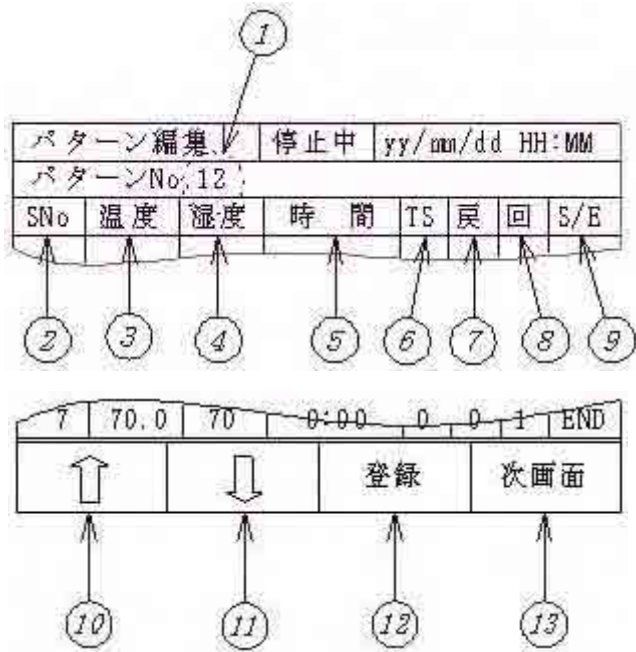 1
パターン編集 停止中 yy/mm/dd HH:MM
パターンNo 12
SNo 温度 湿度 時 間 TS 戻 回 S/E
2 3 4 5 6 7 8 9
7 70.0 70 0:00 0 0 1 END
登録 次画面
10 11 12 13